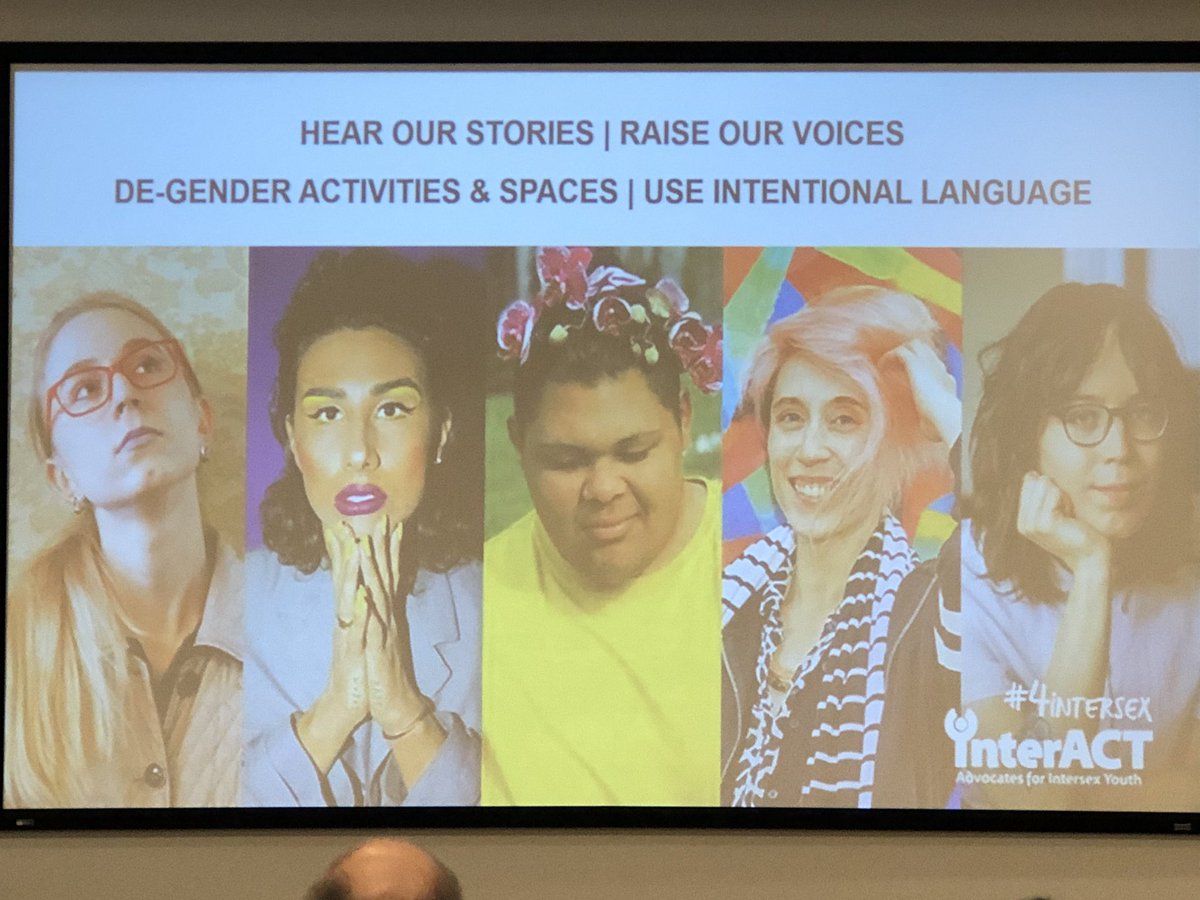 HEAR OUR STORIES | RAISE OUR VOICES
DE-GENDER ACTIVITIES & SPACES | USE INTENTIONAL LANGUAGE
#4INTERSEX
interACT
Advocates for Intersex Youth